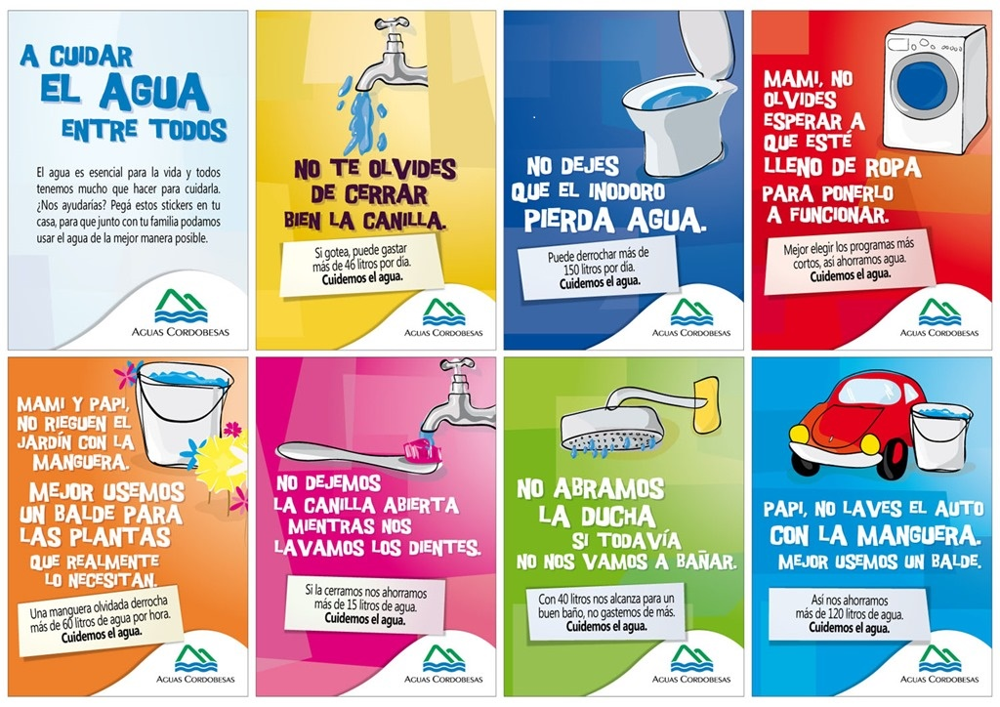 A CUIDAR
EL AGUA
ENTRE TODOS
El agua es esencial para la vida y todos
tenemos mucho que hacer para cuidarla.
¿Nos ayudarías? Pegá estos stickers en tu
casa, para que junto con tu familia podamos
usar el agua de la mejor manera posible.
AGUAS CORDOBESAS
NO TE OLVIDES
DE CERRAR
BIEN LA CANILLA.
Si gotea, puede gastar
más de 46 litros por día.
Cuidemos el agua.
AGUAS CORDOBESAS
NO DEJES
QUE EL INODORO
PIERDA AGUA.
Puede derrochar más de
150 litros por día.
Cuidemos el agua.
AGUAS CORDOBESAS
MAMI, NO
OLVIDES
ESPERAR A
QUE ESTÉ
LLENO DE ROPA
PARA PONERLO
A FUNCIONAR.
Mejor elegir los programas más
cortos, así ahorramos agua.
Cuidemos el agua.
AGUAS CORDOBESAS
MAMI Y PAPI,
NO RIEGUEN EL
JARDÍN CON LA
MANGUERA.
MEJOR USEMOS
UN BALDE PARA
LAS PLANTAS
QUE REALMENTE
LO NECESITÁN.
Una manguera olvidada derrocha
más de 60 litros de agua por hora.
Cuidemos el agua.
AGUAS CORDOBESAS
NO DEJEMOS
LA CANILLA ABIERTA
MIENTRAS NOS
LAVAMOS LOS DIENTES.
Si la cerramos nos ahorramos
más de 15 litros de agua.
Cuidemos el agua.
AGUAS CORDOBESAS
NO ABRAMOS
LA DUCHA
SI TODAVÍA
NO NOS VAMOS A BAÑAR.
Con 40 litros nos alcanza para un
buen baño, no gastemos de más.
Cuidemos el agua.
AGUAS CORDOBESAS
PAPI, NO LAVES EL AUTO
CON LA MANGUERA.
MEJOR USEMOS UN BALDE.
Así nos ahorramos
más de 120 litros de agua.
Cuidemos el agua.
AGUAS CORDOBESAS